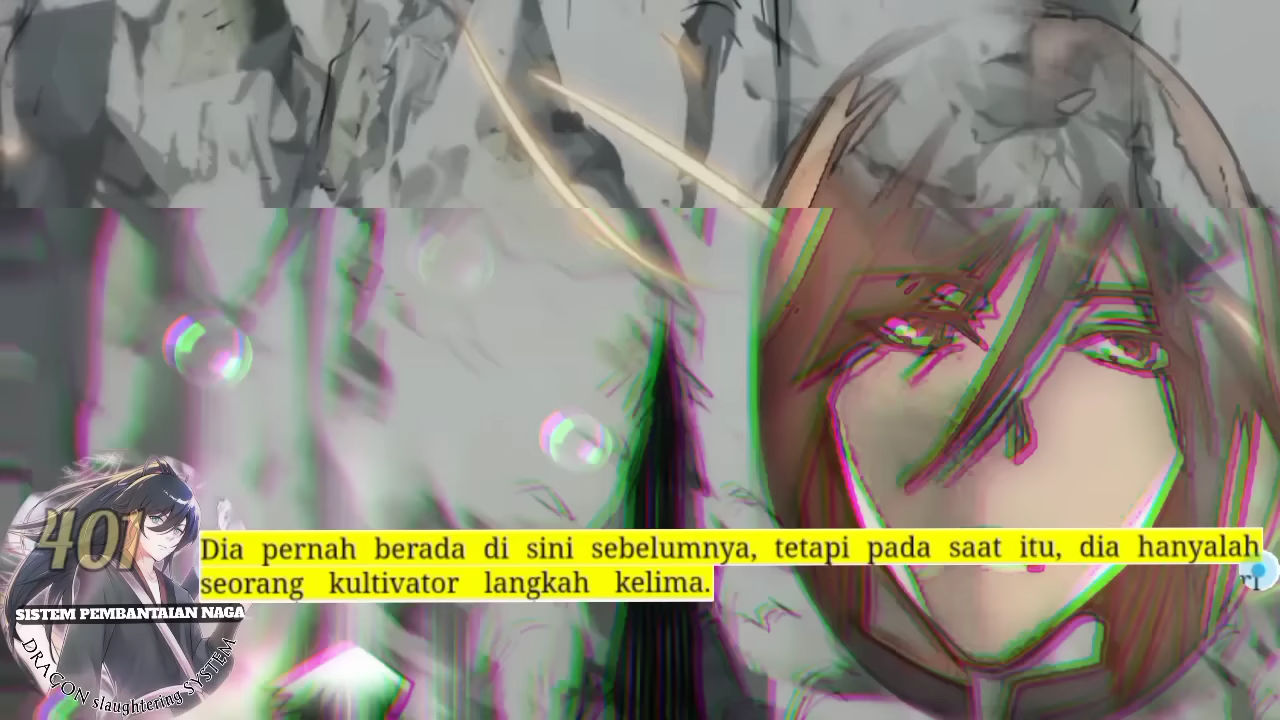 401
Dia pernah berada di sini sebelumnya, tetapi pada saat itu, dia hanyalah
seorang kultivator langkah kelima.
ri
SISTEM PEMBANTAIAN NAGA
DRAGON slaughtering SYSTEM